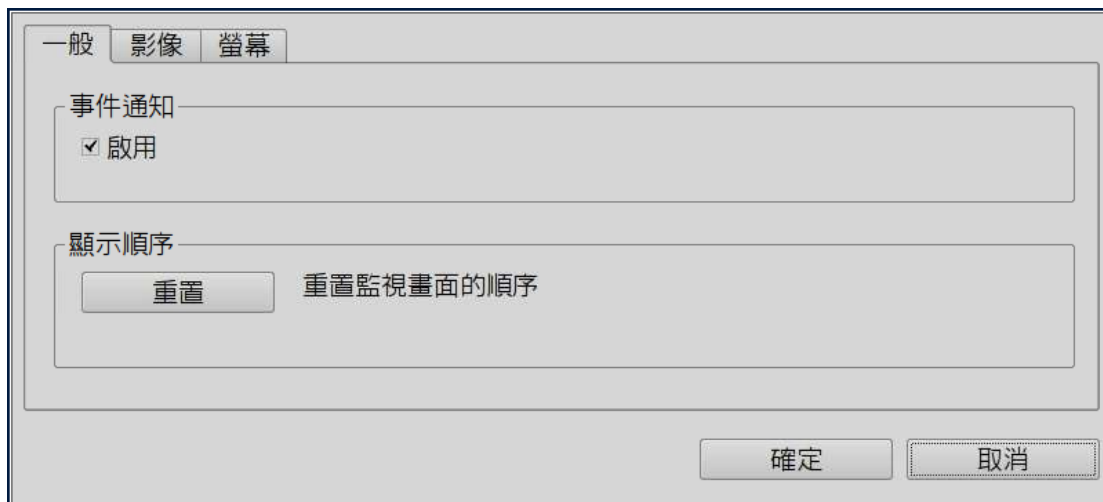 一般 影像 螢幕
事件通知
啟用
顯示順序
重置 重置監視畫面的順序
確定 取消